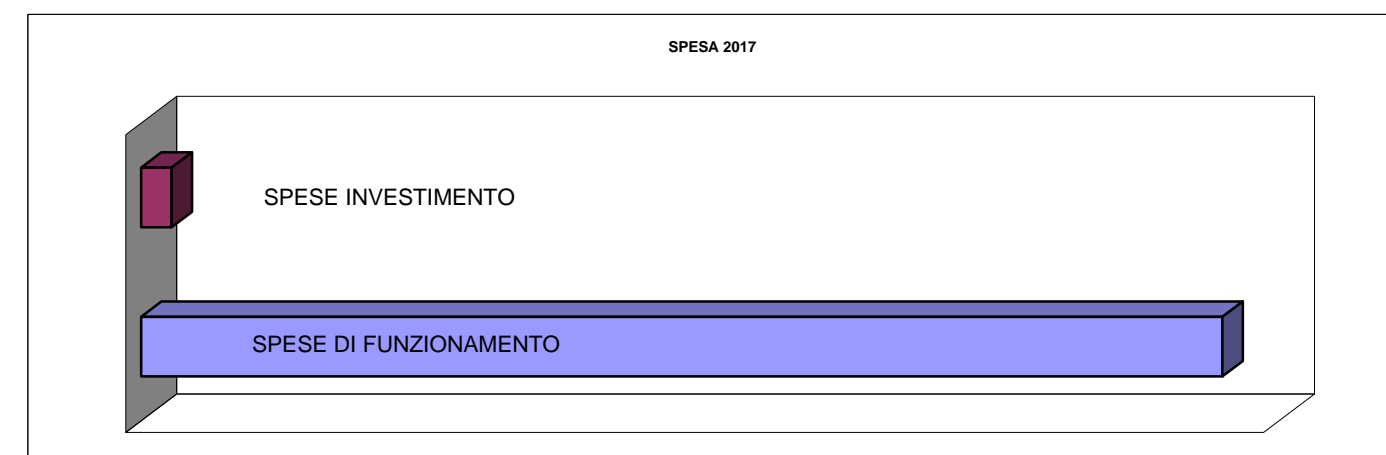 SPESA 2017
SPESE INVESTIMENTO
SPESE DI FUNZIONAMENTO